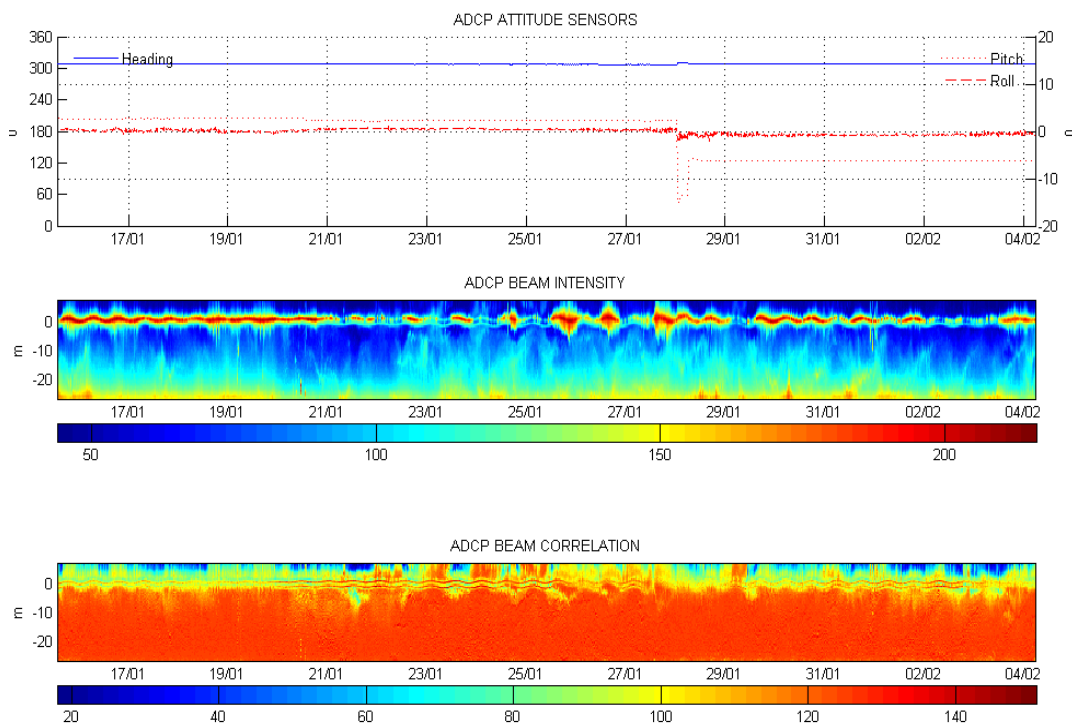 ADCP ATTITUDE SENSORS
360 20
Heading Pitch
300
Roll
240 10
180 0
120
-10
60
0 -20
17/01 19/01 21/01 23/01 25/01 27/01 29/01 31/01 02/02 04/02
ADCP BEAM INTENSITY
0
m -10
-20
17/01 19/01 21/01 23/01 25/01 27/01 29/01 31/01 02/02 04/02
50 100 150 200
ADCP BEAM CORRELATION
0
m -10
-20
17/01 19/01 21/01 23/01 25/01 27/01 29/01 31/01 02/02 04/02
20 40 60 80 100 120 140